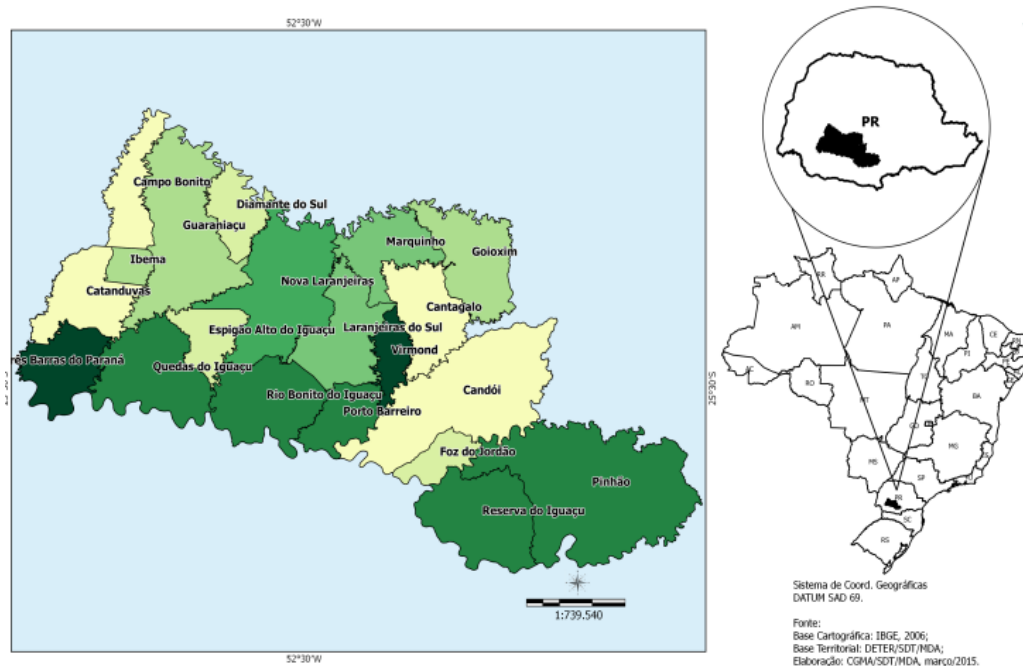 52°30'W
Campo Bonito
Diamante do Sul
Guaraniaçu
Marquinho
Goioxim
Ibema
Nova Laranjeiras
Catanduvas
Cantagalo
Espigão Alto do Iguaçu
Laranjeiras do Sul
Virmond
rês Barras do Paraná
Quedas do Iguaçu
Rio Bonito do Iguaçu
Candói
Porto Barreiro
Foz do Jordão
Pinhão
Reserva do Iguaçu
25°30'S
1:739.540
52°30'W
PR
RR
AP
AM
PA
MA
CE
PI
AC
RO
MT
TO
BA
GO
MG
MS
SP
PR
SC
RS
Sistema de Coord. Geográficas
DATUM SAD 69.
Fonte:
Base Cartográfica: IBGE, 2006;
Base Territorial: DETER/SDT/MDA;
Elaboração: CGMA/SDT/MDA, março/2015.